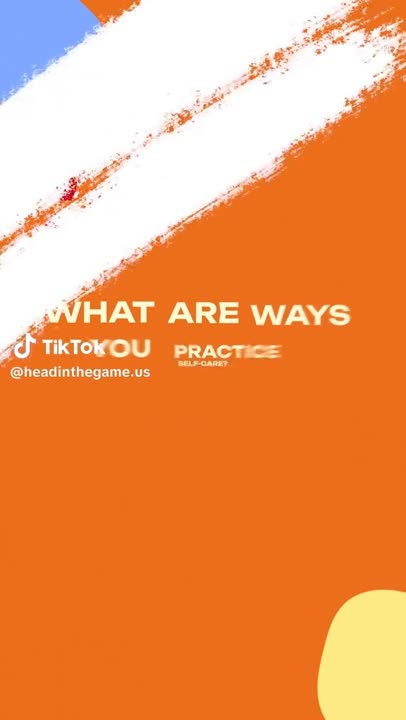 WHAT ARE WAYS
YOU PRACTICE
SELF-CARE?
TikTok
@headinthegame.us